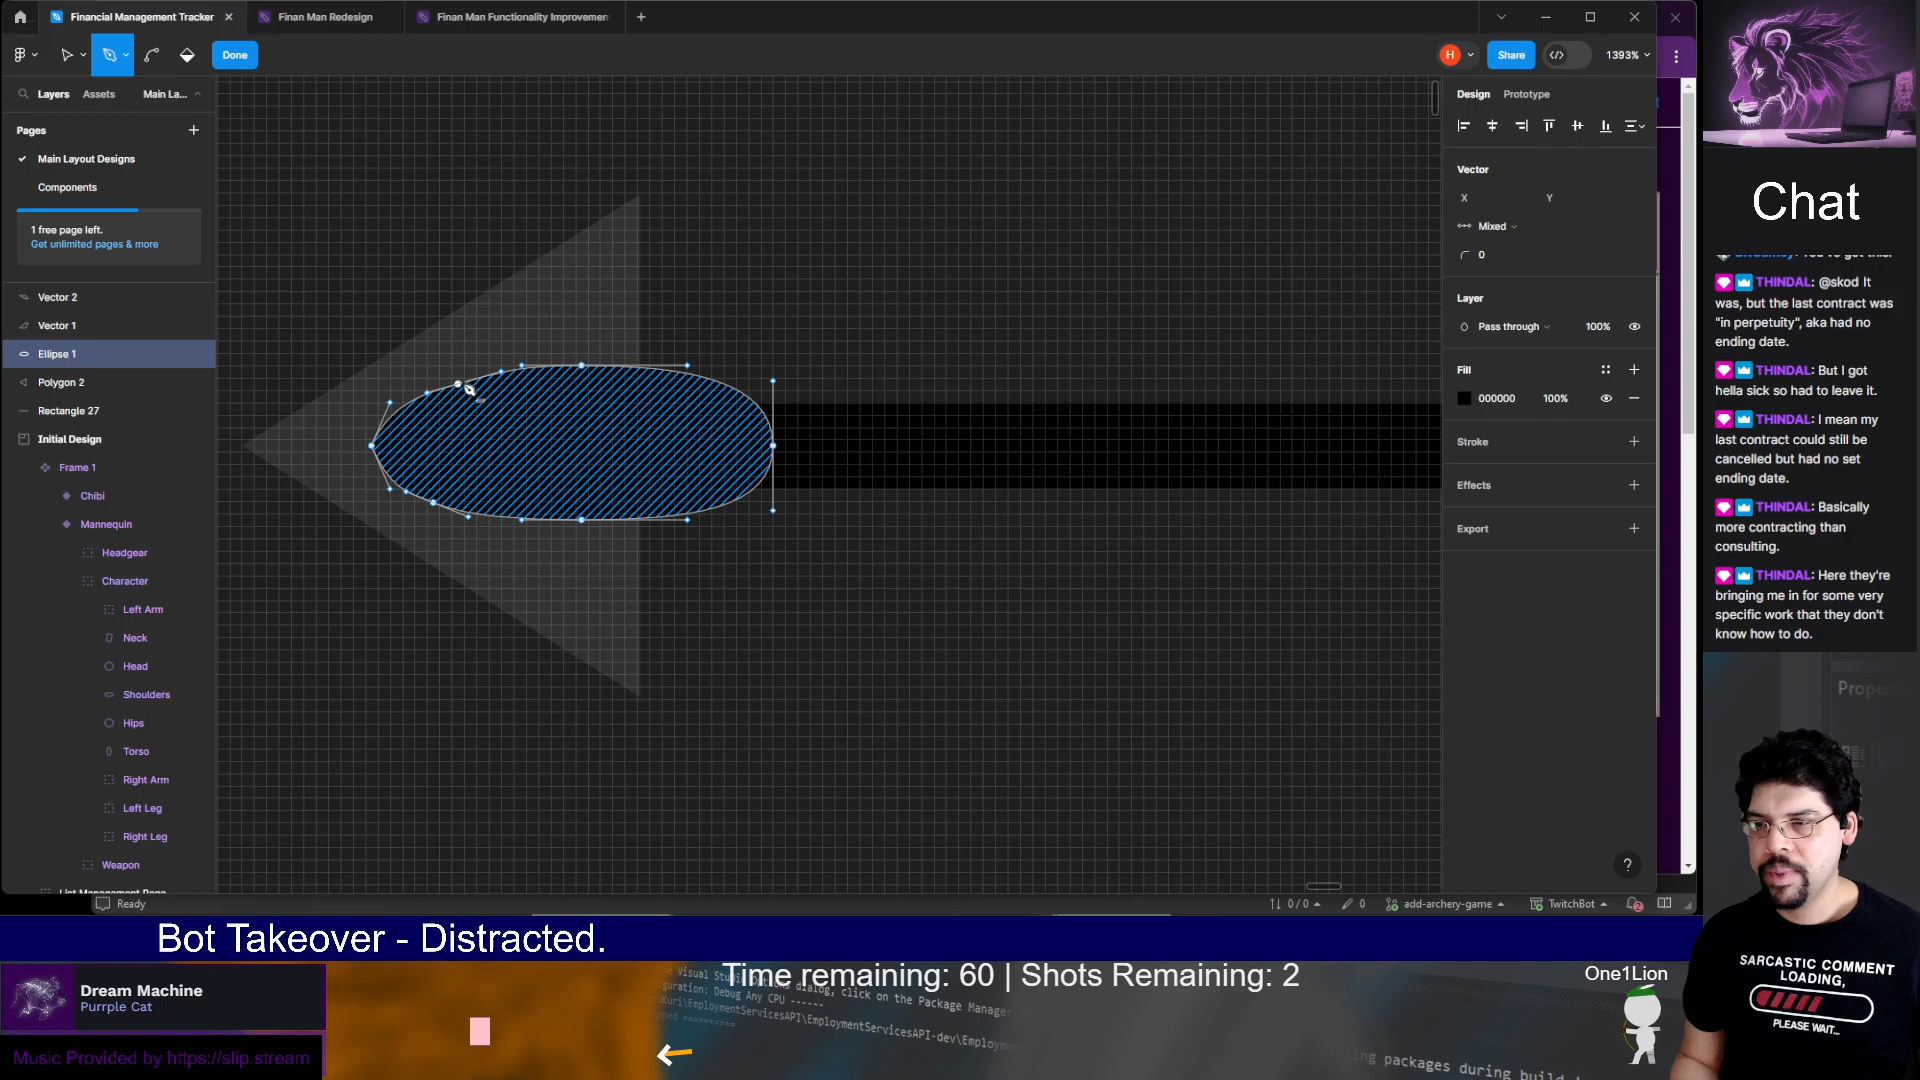 Financial Management Tracker
Finan Man Redesign
Finan Man Functionality Improvemen
Done
H
Share
1393%
Layers
Assets
Main La...
Pages
Main Layout Designs
Components
1 free page left.
Get unlimited pages & more
Vector 2
Vector 1
Ellipse 1
Polygon 2
Rectangle 27
Initial Design
Frame 1
Chibi
Mannequin
Headgear
Character
Left Arm
Neck
Head
Shoulders
Hips
Torso
Right Arm
Left Leg
Right Leg
Weapon
List Management Page
Design
Prototype
Vector
X
Y
Mixed
0
Layer
Pass through
100%
Fill
000000
100%
Stroke
Effects
Export
?
Ready
0 / 0
0
add-archery-game
TwitchBot
2
Chat
THINDAL: @skod It
was, but the last contract was
"in perpetuity", aka had no
ending date.
THINDAL: But I got
hella sick so had to leave it.
THINDAL: I mean my
last contract could still be
cancelled but had no set
ending date.
THINDAL: Basically
more contracting than
consulting.
THINDAL: Here they're
bringing me in for some very
specific work that they don't
know how to do.
Bot Takeover - Distracted.
Dream Machine
Purrple Cat
Music Provided by https://slip.stream
Time remaining: 60 | Shots Remaining: 2
One1Lion
SARCASTIC COMMENT
LOADING,
PLEASE WAIT...